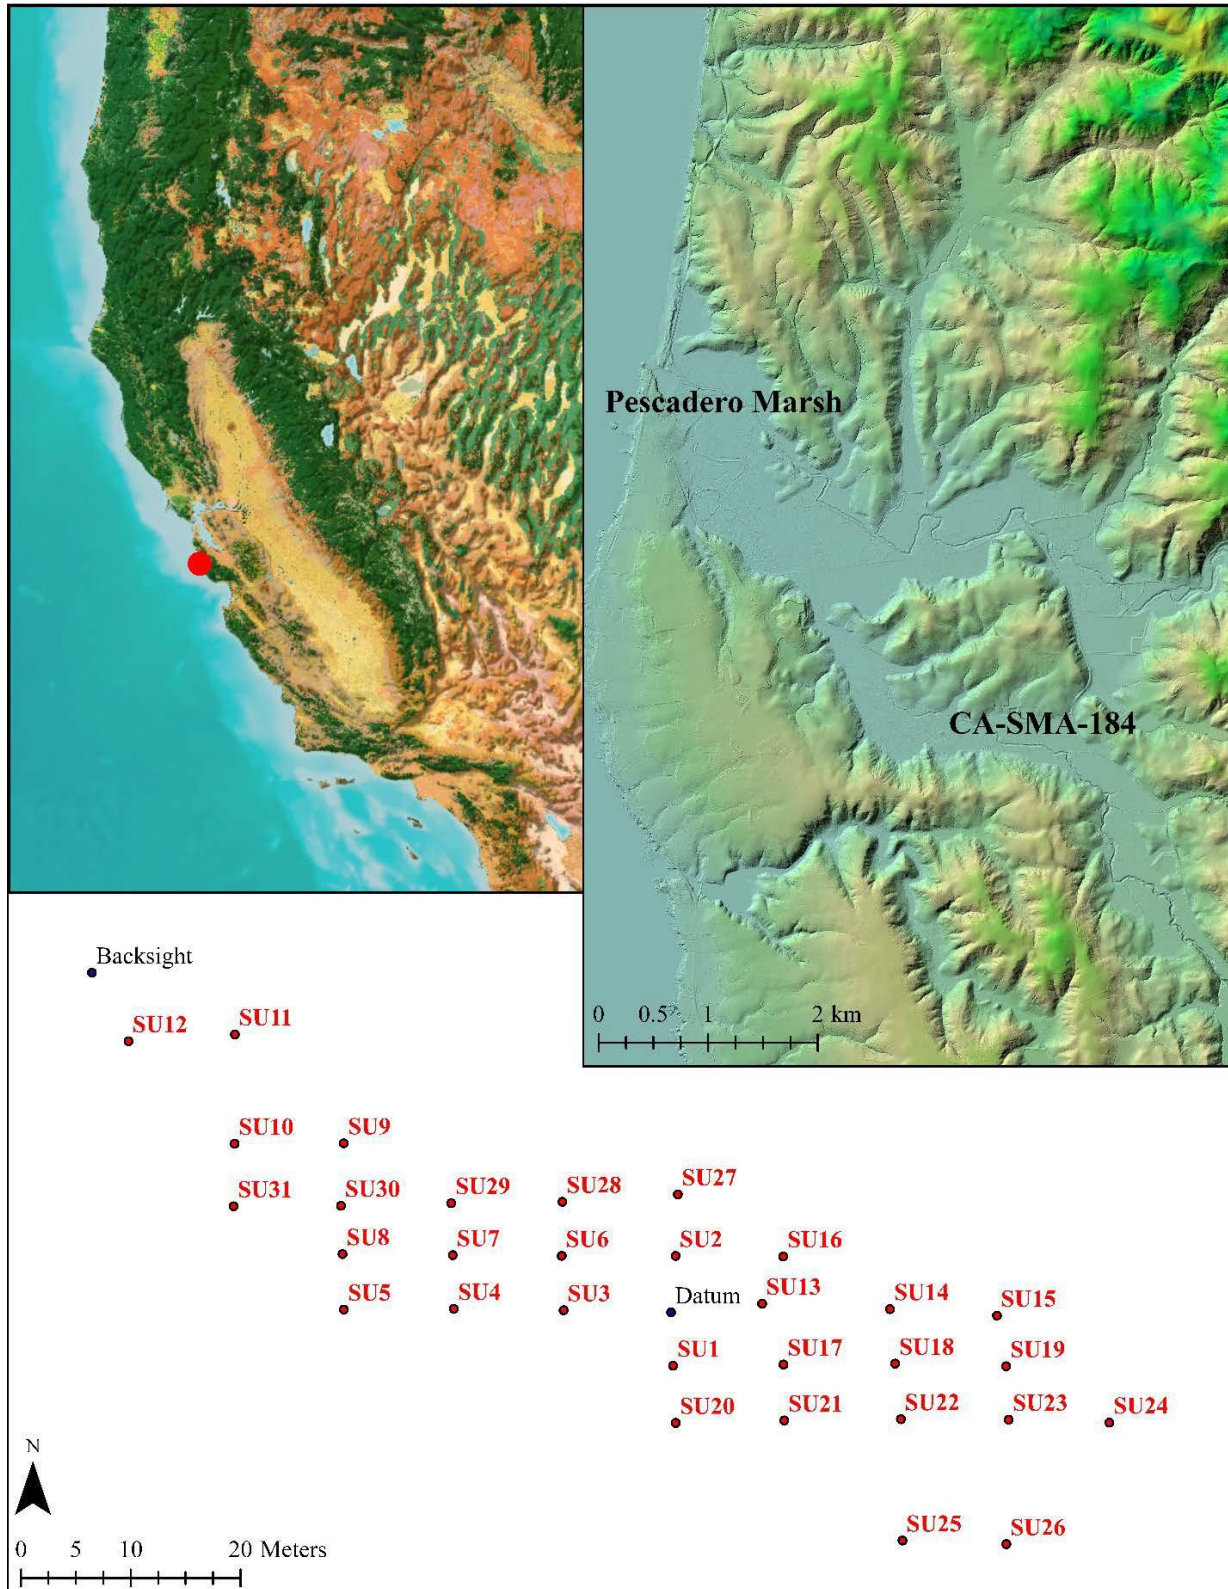 Pescadero Marsh
CA-SMA-184
0 0.5 1 2 km
Backsight
SU12 SU11
SU10 SU9
SU31 SU30 SU29 SU28 SU27
SU8 SU7 SU6 SU2 SU16
SU5 SU4 SU3 Datum SU13 SU14 SU15
SU1 SU17 SU18 SU19
SU20 SU21 SU22 SU23 SU24
N
SU25 SU26
0 5 10 20 Meters